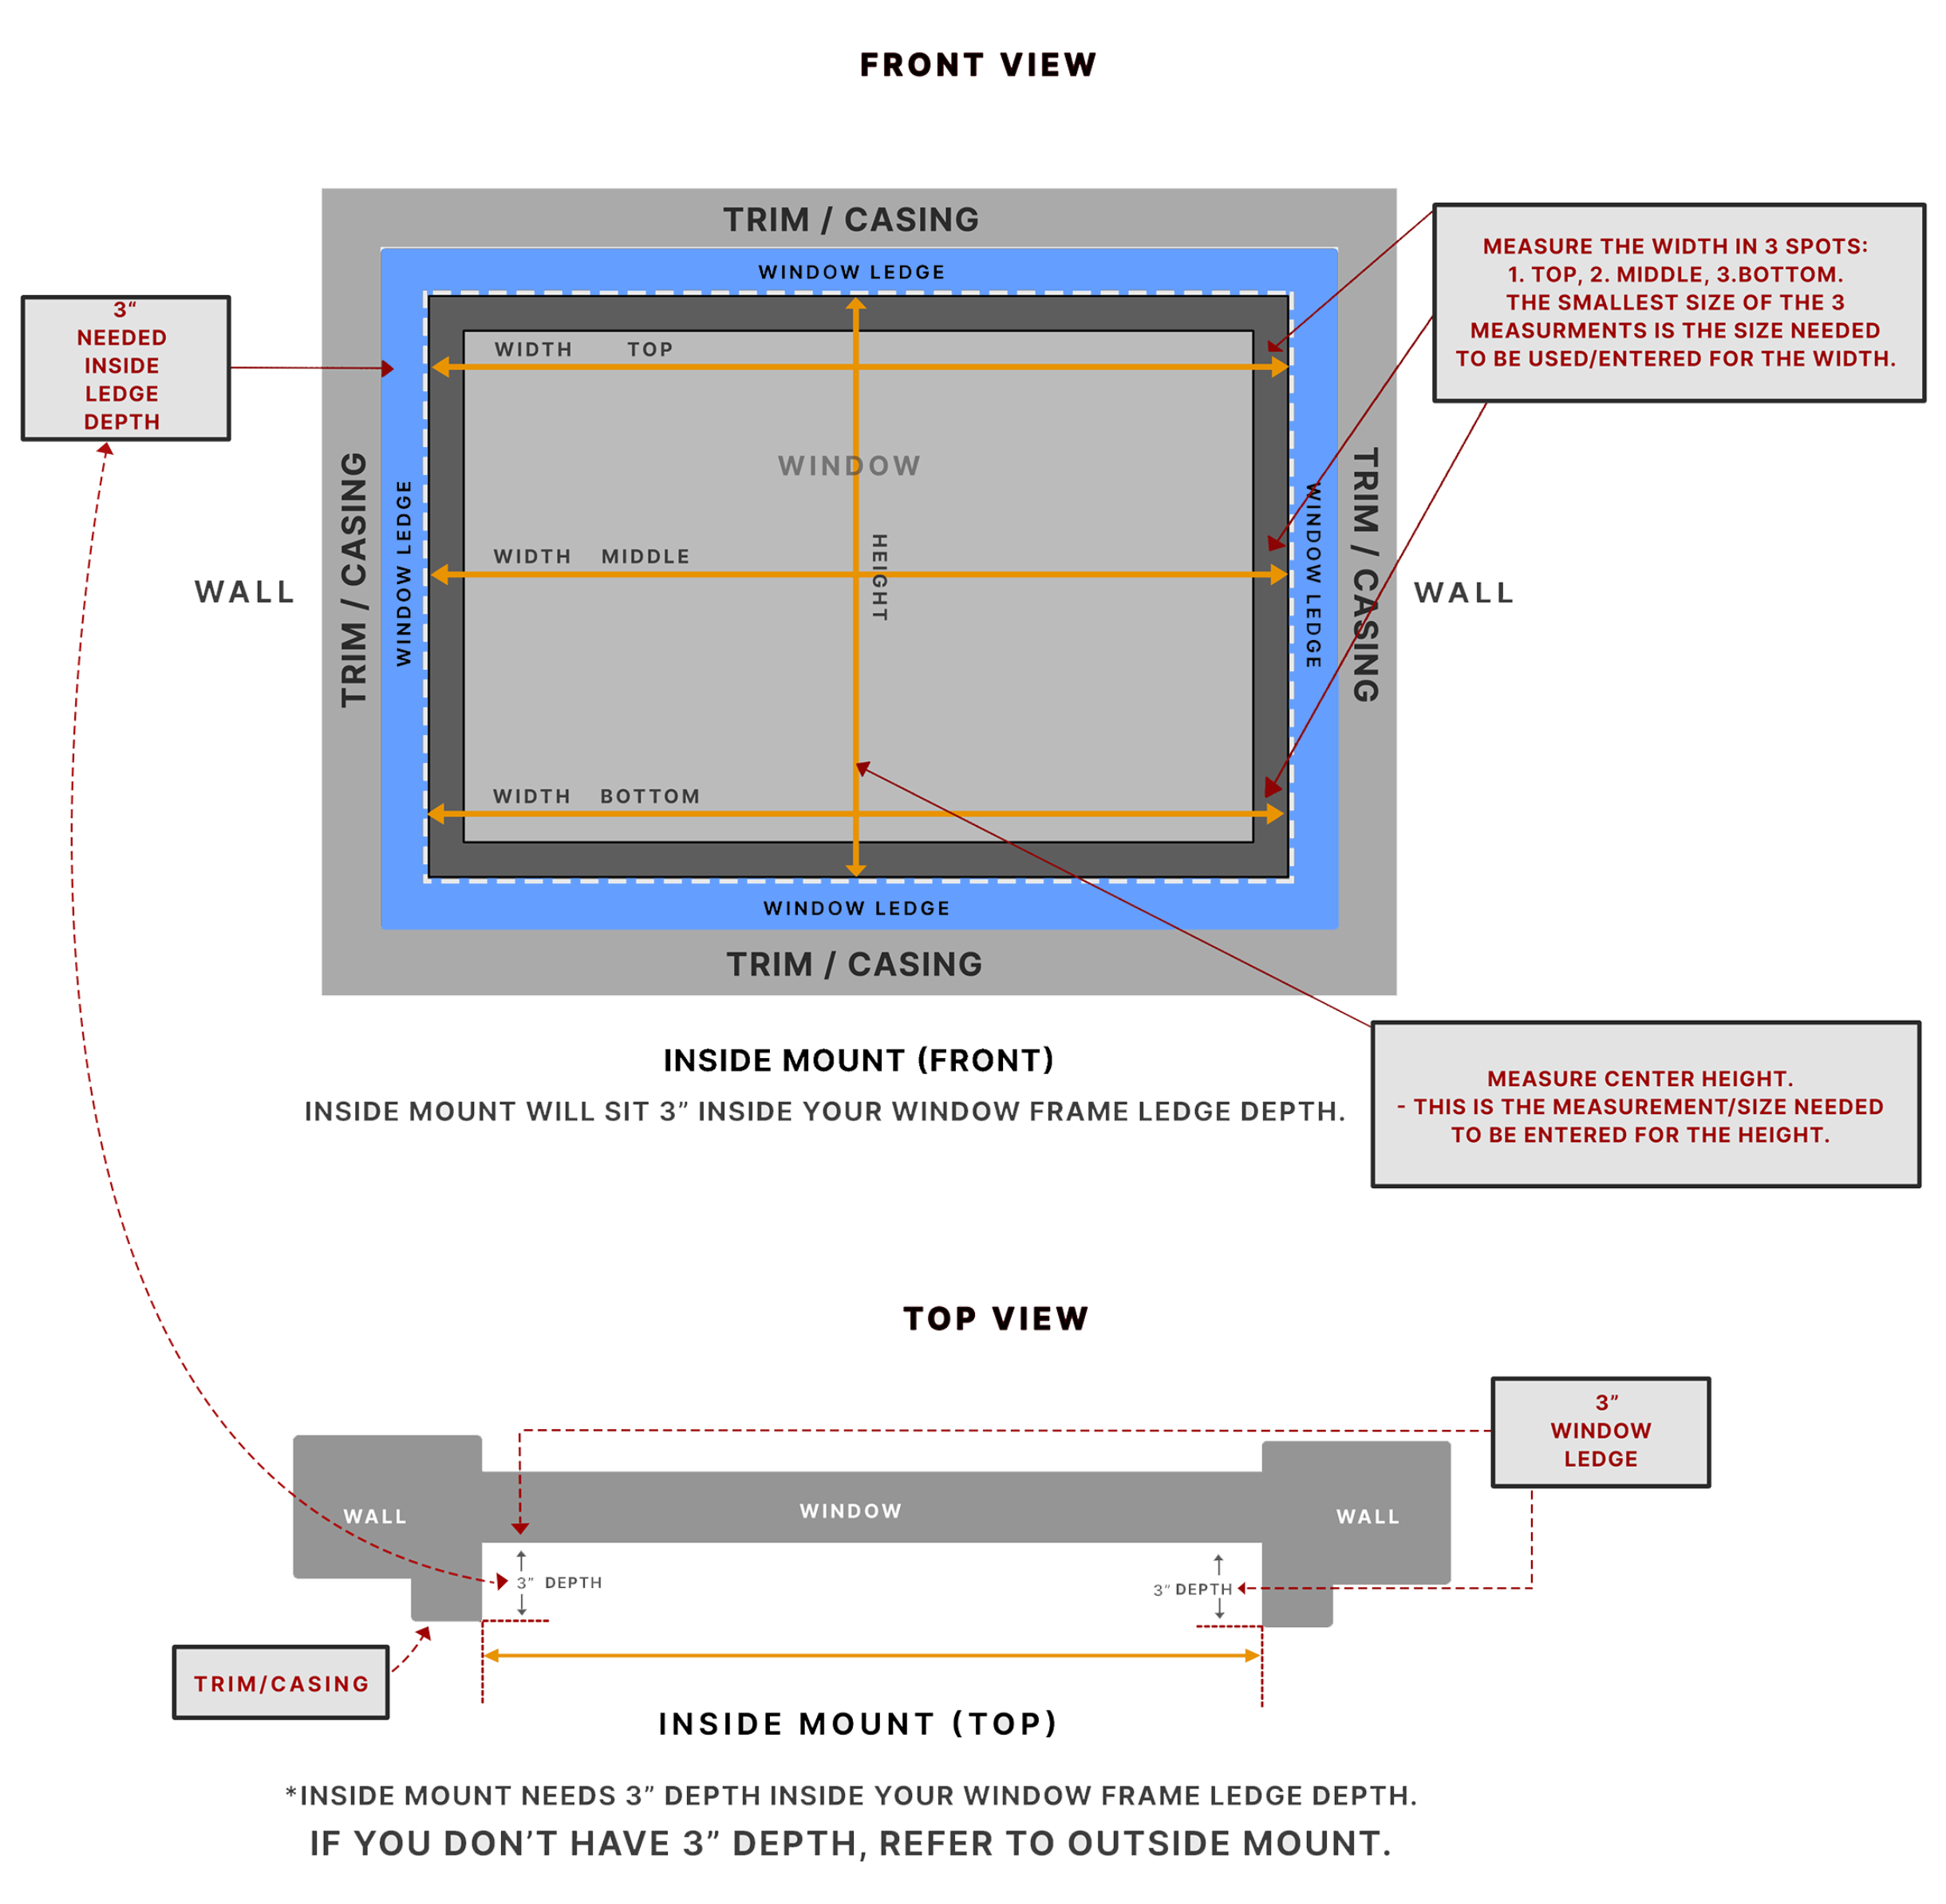 FRONT VIEW
TRIM / CASING
WINDOW LEDGE
3“
NEEDED
INSIDE
LEDGE
DEPTH
MEASURE THE WIDTH IN 3 SPOTS:
1. TOP, 2. MIDDLE, 3.BOTTOM.
THE SMALLEST SIZE OF THE 3
MEASURMENTS IS THE SIZE NEEDED
TO BE USED/ENTERED FOR THE WIDTH.
WIDTH TOP
WINDOW
WALL
TRIM / CASING
WINDOW LEDGE
WIDTH MIDDLE
HEIGHT
WINDOW LEDGE
TRIM / CASING
WALL
WIDTH BOTTOM
WINDOW LEDGE
TRIM / CASING
INSIDE MOUNT (FRONT)
INSIDE MOUNT WILL SIT 3” INSIDE YOUR WINDOW FRAME LEDGE DEPTH.
MEASURE CENTER HEIGHT.
- THIS IS THE MEASUREMENT/SIZE NEEDED
TO BE ENTERED FOR THE HEIGHT.
TOP VIEW
3”
WINDOW
LEDGE
WALL
WINDOW
WALL
3” DEPTH
3” DEPTH
TRIM/CASING
INSIDE MOUNT (TOP)
*INSIDE MOUNT NEEDS 3” DEPTH INSIDE YOUR WINDOW FRAME LEDGE DEPTH.
IF YOU DON’T HAVE 3” DEPTH, REFER TO OUTSIDE MOUNT.